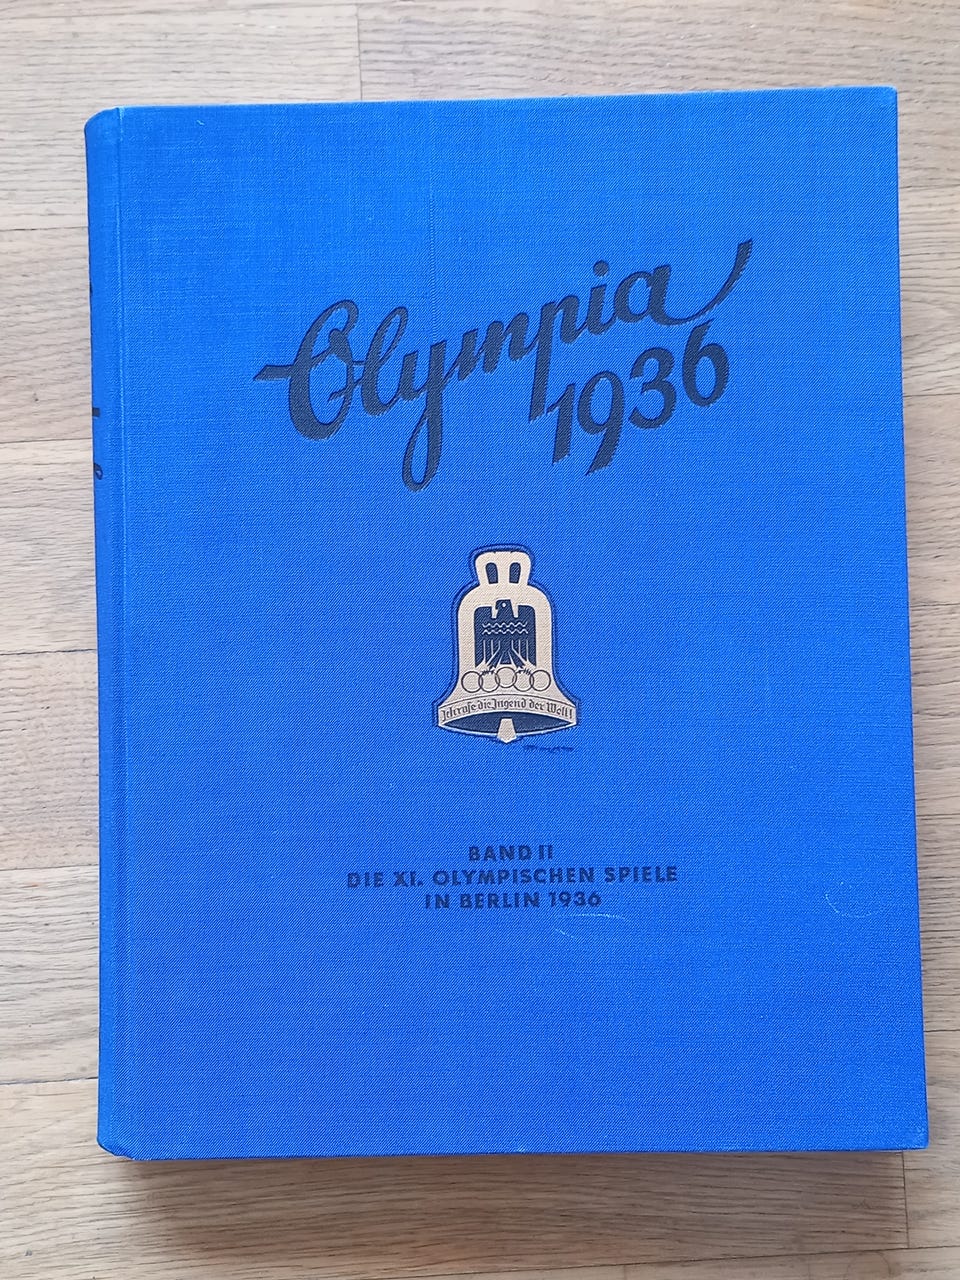 Olympia
1936
Ich rufe die Jugend der Welt!
BAND II
DIE XI. OLYMPISCHEN SPIELE
IN BERLIN 1936